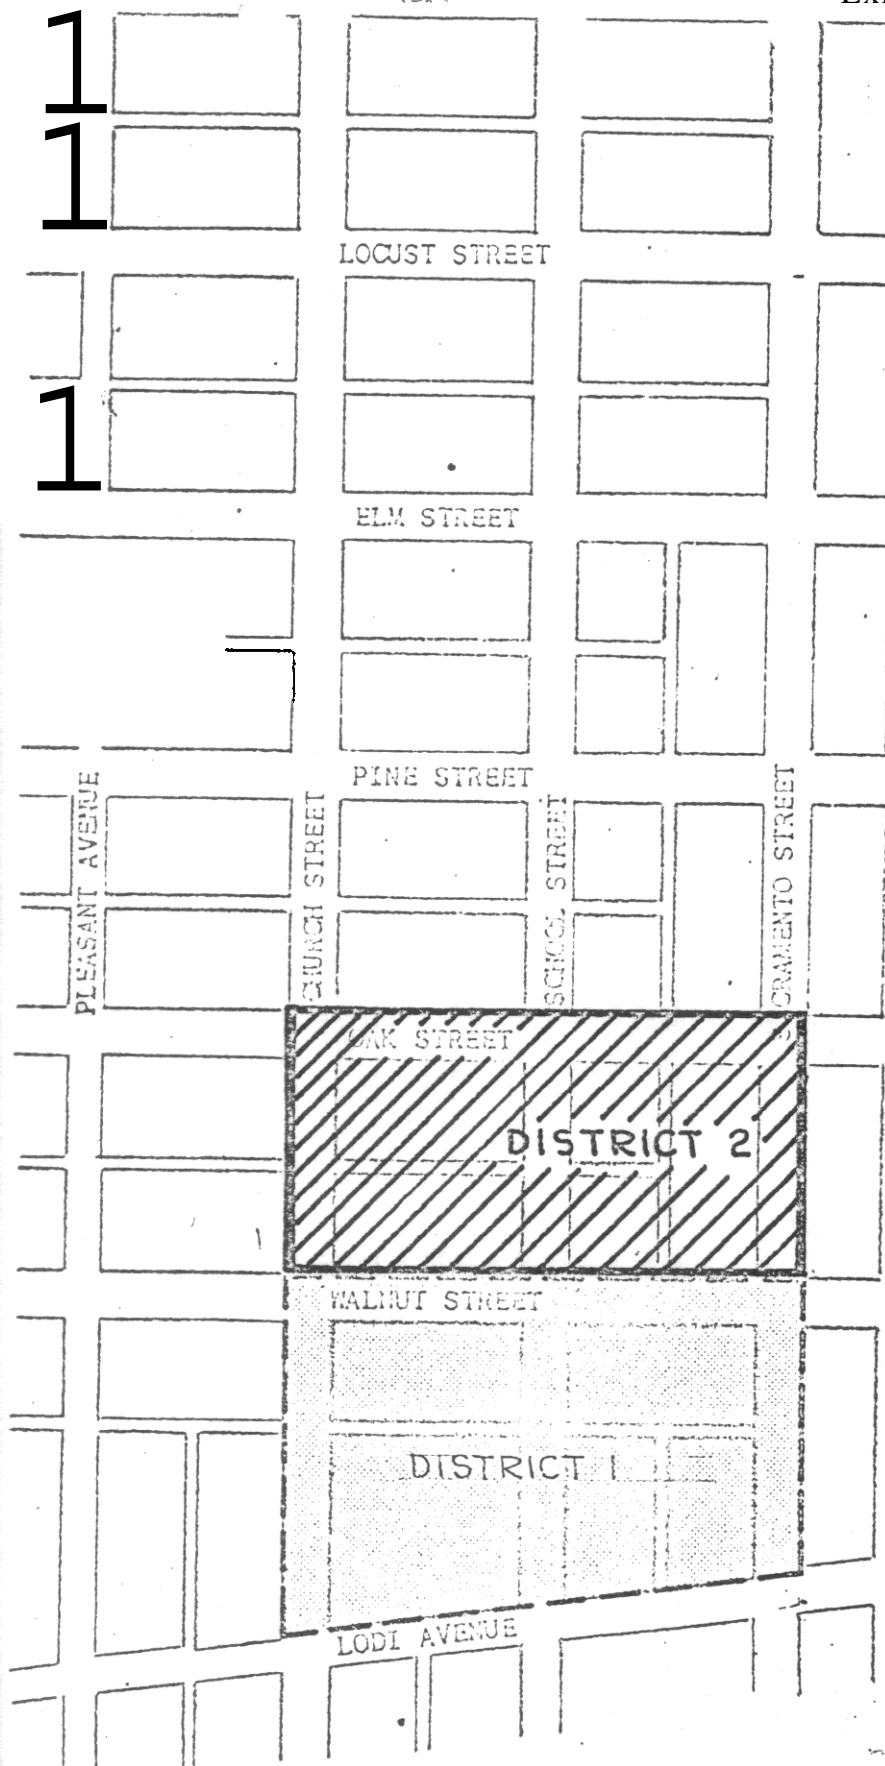 1
1
LOCUST STREET
1
ELM STREET
PINE STREET
PLEASANT AVENUE
CHURCH STREET
SCHOOL STREET
CRAMENTO STREET
OAK STREET
DISTRICT 2
WALNUT STREET
DISTRICT 1
LODI AVENUE